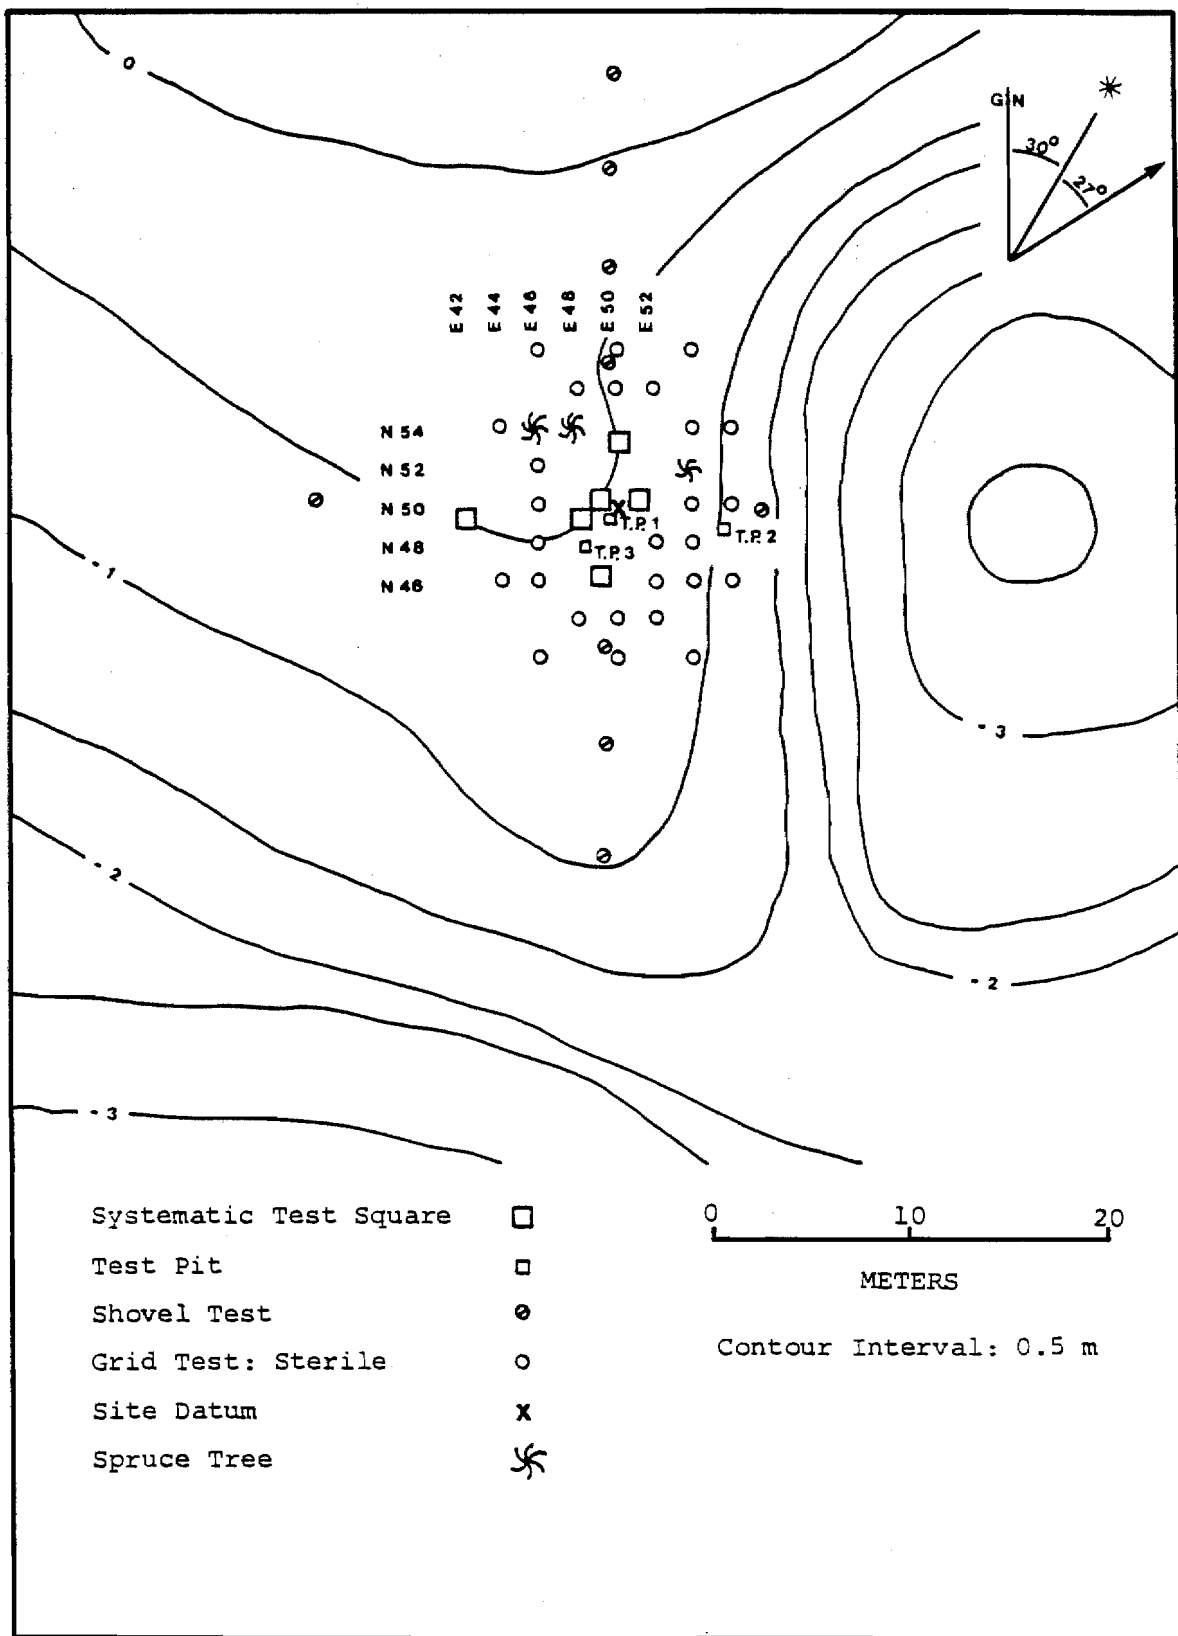 0
G N
30°
27°
E 42
E 44
E 46
E 48
E 50
E 52
N 54
N 52
N 50
N 48
N 46
T.P. 1
T.P. 2
T.P. 3
- 1
- 3
- 2
- 2
- 3
Systematic Test Square
Test Pit
Shovel Test
Grid Test: Sterile
Site Datum
Spruce Tree
0 10 20
METERS
Contour Interval: 0.5 m